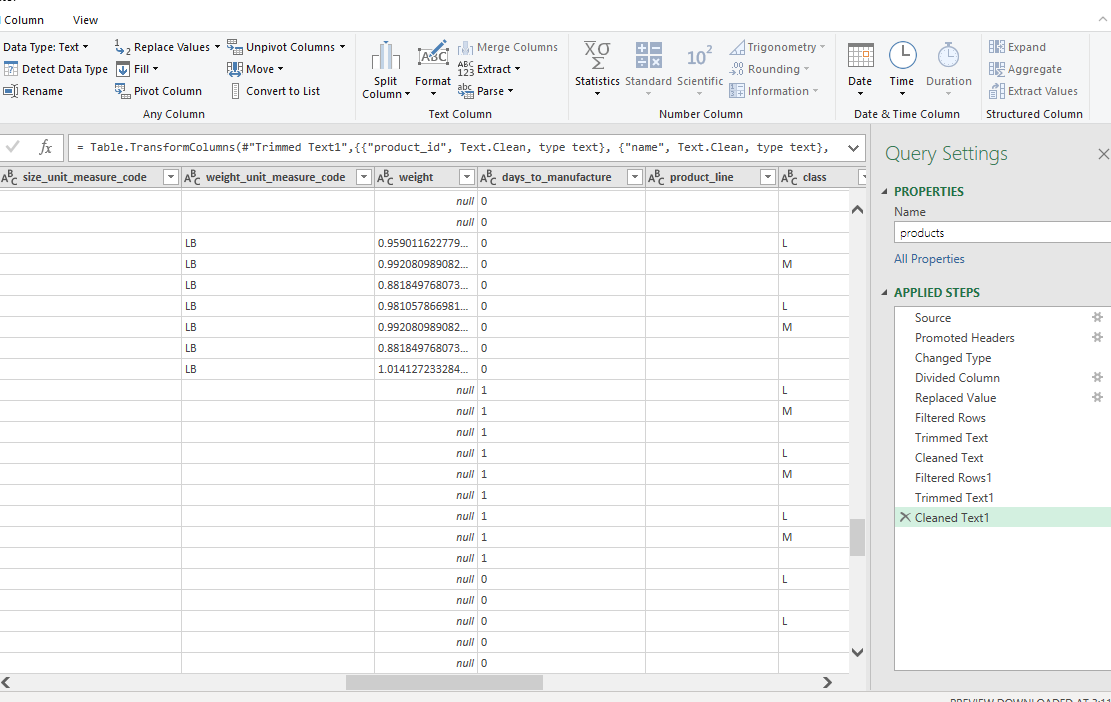 Column View
Data Type: Text Replace Values Unpivot Columns Merge Columns Trigonometry Expand
Detect Data Type Fill Move Split Column Format Extract Statistics Standard Scientific Rounding Date Time Duration Aggregate
Rename Pivot Column Convert to List Parse Information Extract Values
Any Column Text Column Number Column Date & Time Column Structured Column
fx = Table.TransformColumns(#"Trimmed Text1",{{"product_id", Text.Clean, type text}, {"name", Text.Clean, type text},
size_unit_measure_code weight_unit_measure_code weight days_to_manufacture product_line class
null 0
null 0
LB 0.959011622779... 0 L
LB 0.992080989082... 0 M
LB 0.881849768073... 0
LB 0.981057866981... 0 L
LB 0.992080989082... 0 M
LB 0.881849768073... 0
LB 1.014127233284... 0
null 1 L
null 1 M
null 1
null 1 L
null 1 M
null 1
null 1 L
null 1 M
null 1
null 0 L
null 0
null 0 L
null 0
null 0
Query Settings
PROPERTIES
Name
products
All Properties
APPLIED STEPS
Source
Promoted Headers
Changed Type
Divided Column
Replaced Value
Filtered Rows
Trimmed Text
Cleaned Text
Filtered Rows1
Trimmed Text1
Cleaned Text1